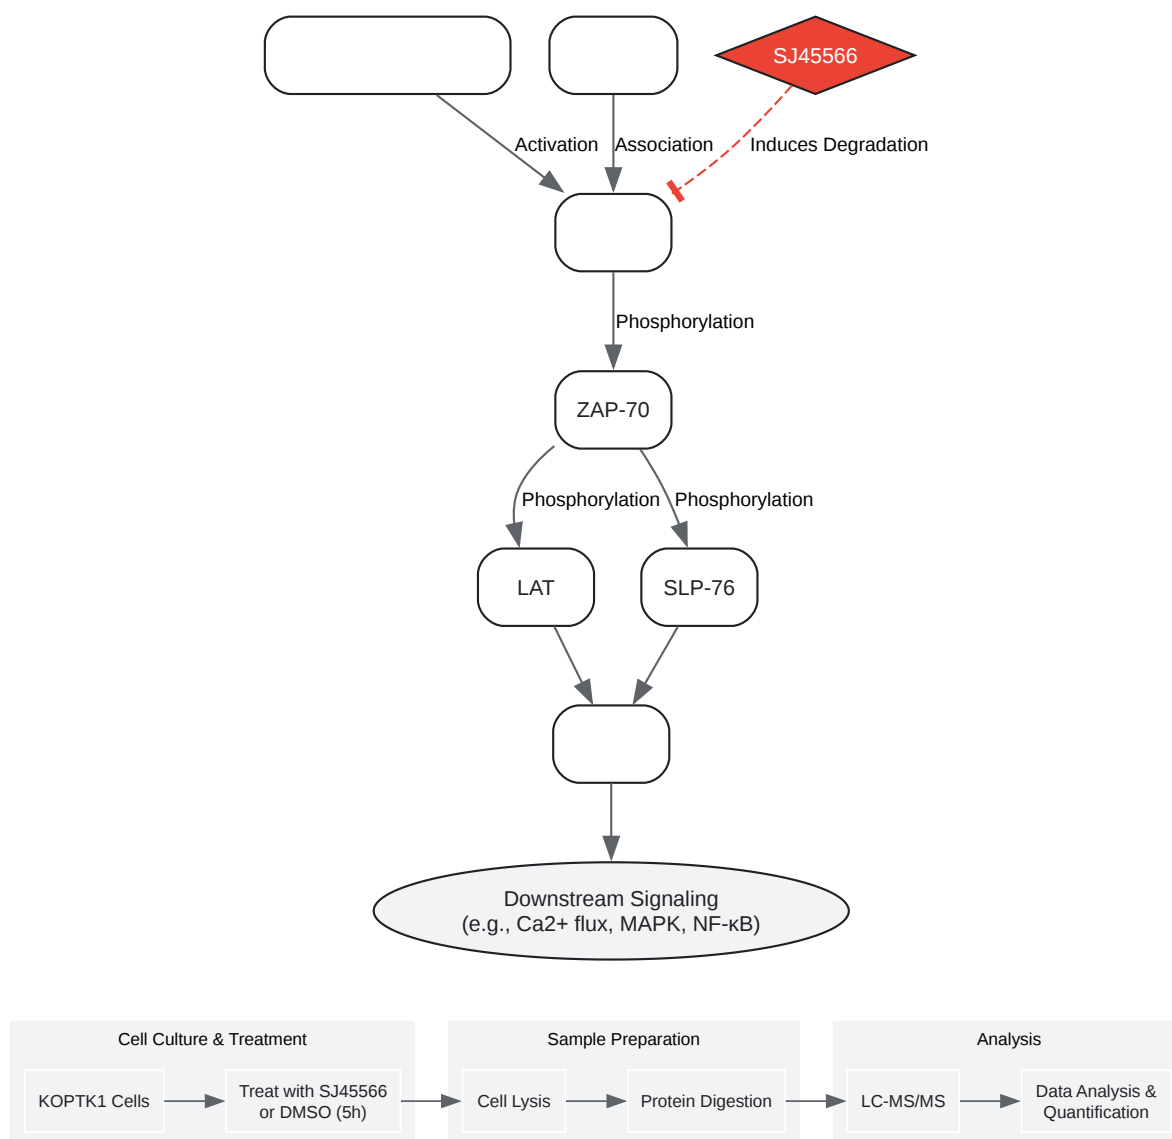 SJ45566
Activation
Association
Induces Degradation
Phosphorylation
ZAP-70
Phosphorylation
Phosphorylation
LAT
SLP-76
Downstream Signaling
(e.g., Ca2+ flux, MAPK, NF-κB)
Cell Culture & Treatment
KOPTK1 Cells
Treat with SJ45566
or DMSO (5h)
Sample Preparation
Cell Lysis
Protein Digestion
Analysis
LC-MS/MS
Data Analysis &
Quantification